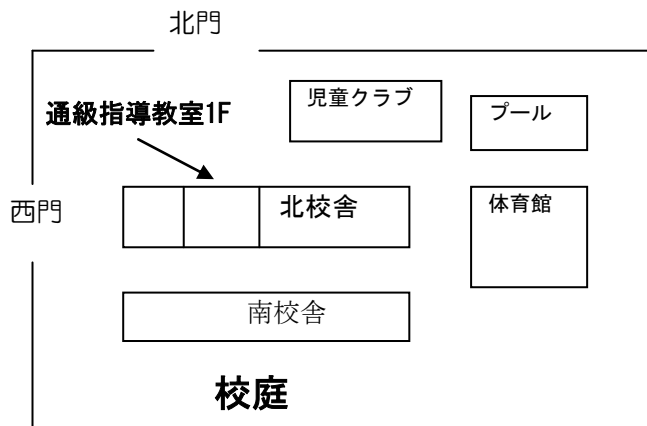 北門
児童クラブ
プール
通級指導教室1F
西門
北校舎
体育館
南校舎
校庭